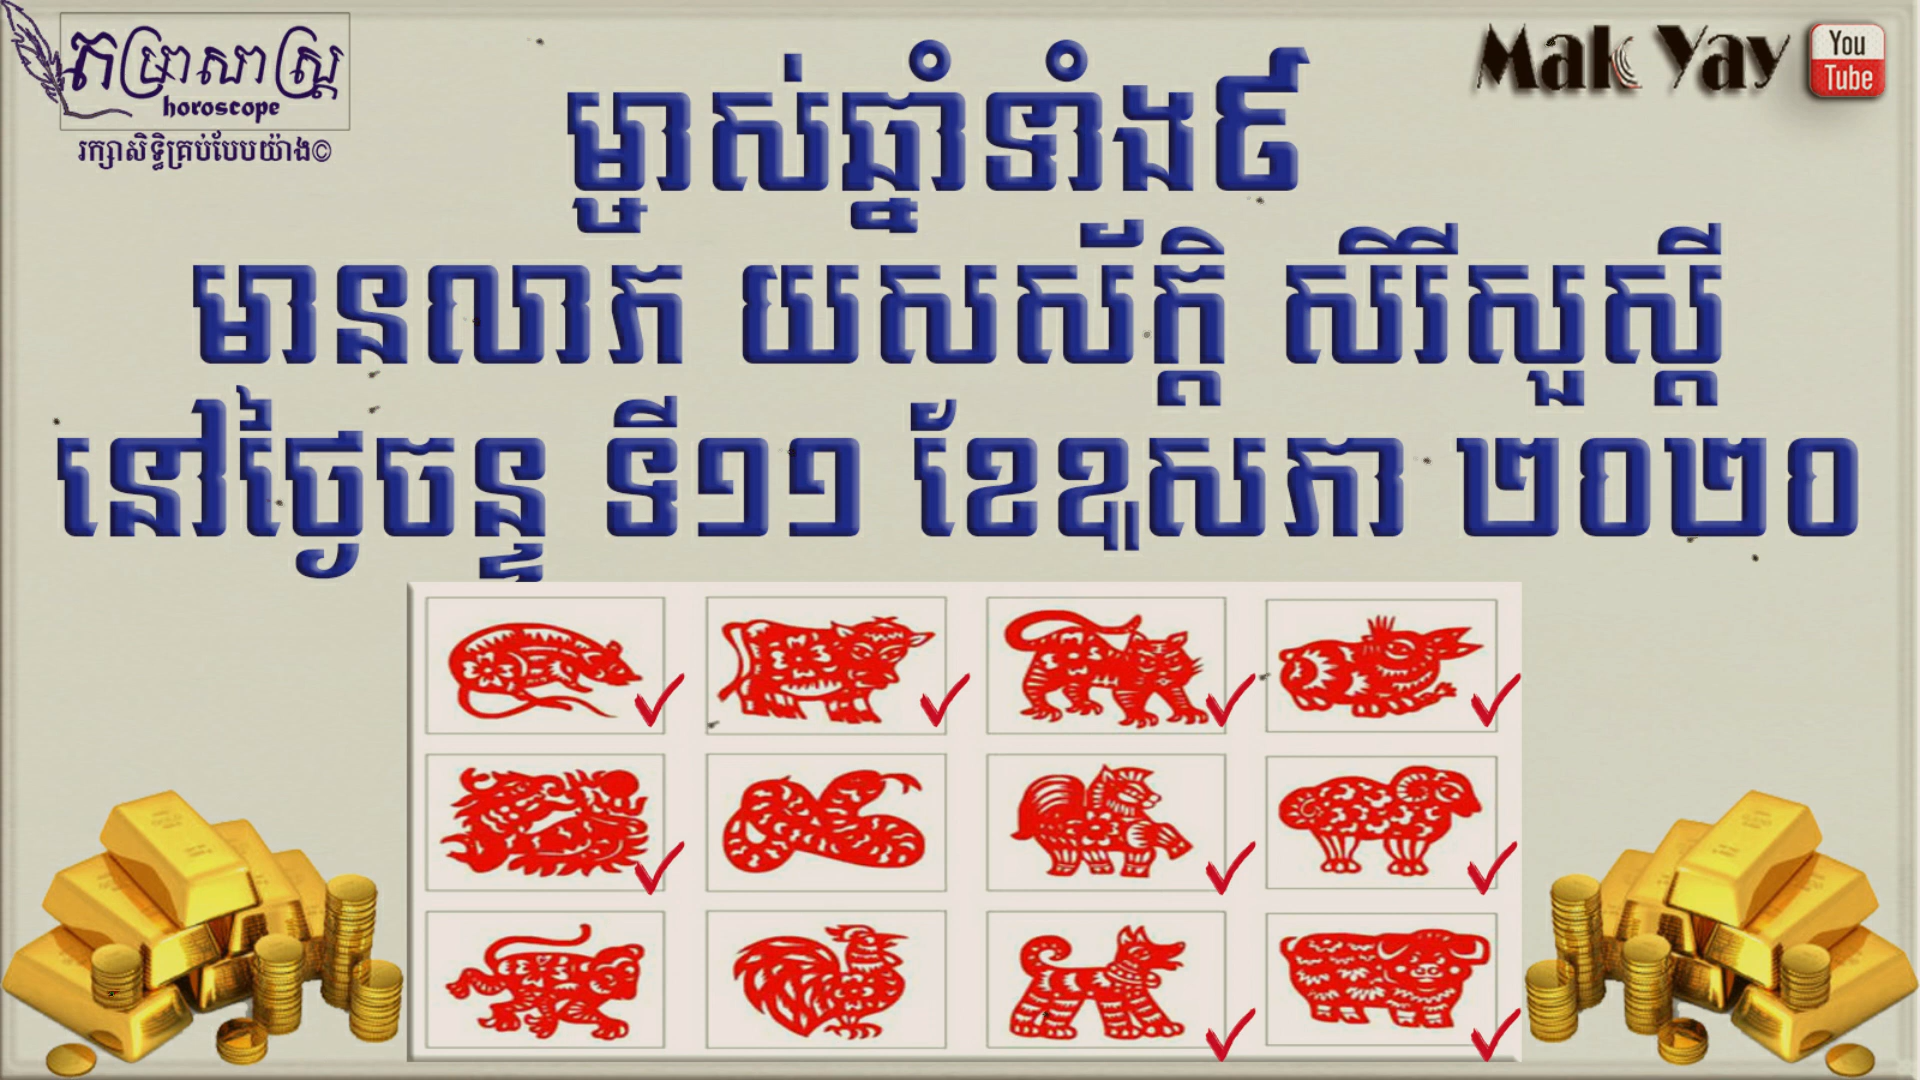 តម្រាសាស្ត្រ
horoscope
រក្សាសិទ្ធិគ្រប់បែបយ៉ាង©
Mak Yay
You
Tube
ម្ចាស់ឆ្នាំទាំង៩
មានលាភ យសស័ក្តិ សិរីសួស្តី
នៅថ្ងៃចន្ទ ទី១១ ខែឧសភា ២០២០